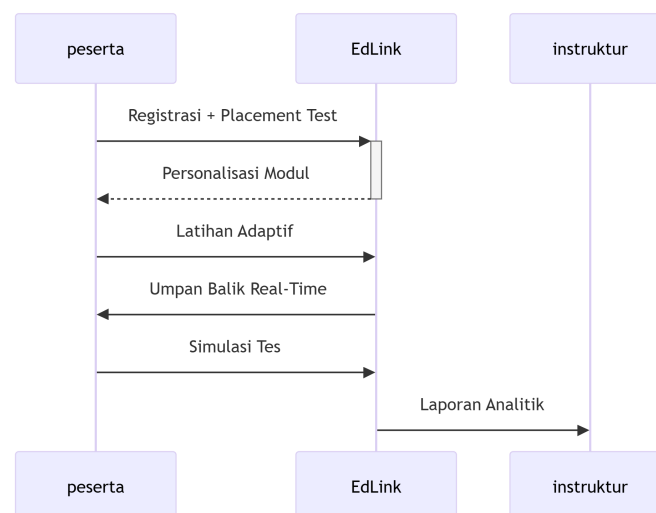 peserta
EdLink
instruktur
Registrasi + Placement Test
Personalisasi Modul
Latihan Adaptif
Umpan Balik Real-Time
Simulasi Tes
Laporan Analitik
peserta
EdLink
instruktur